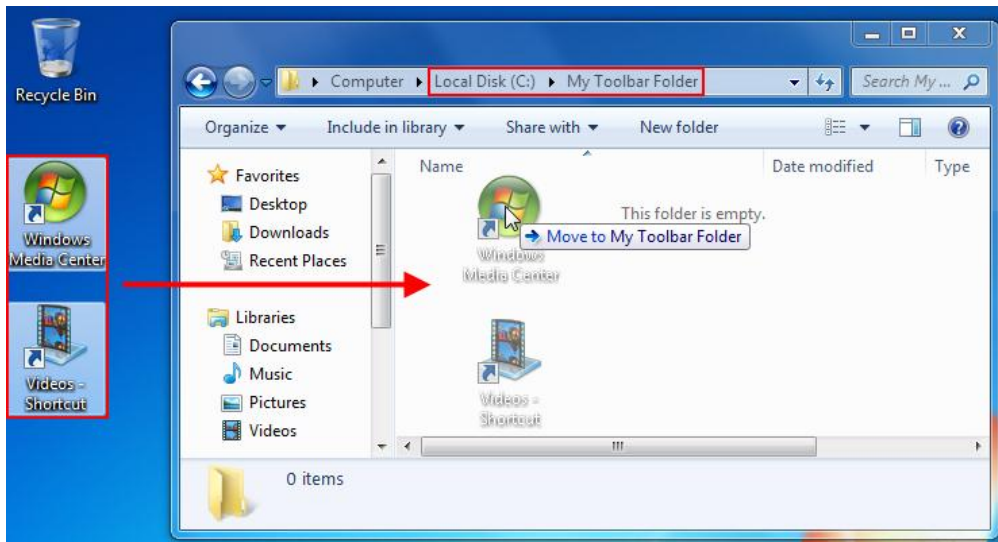 Recycle Bin
Windows
Media Center
Videos -
Shortcut
Computer Local Disk (C:) My Toolbar Folder
Search My ...
Organize Include in library Share with New folder
Favorites
Desktop
Downloads
Recent Places
Libraries
Documents
Music
Pictures
Videos
Name Date modified Type
This folder is empty.
Move to My Toolbar Folder
Windows
Media Center
Videos -
Shortcut
0 items